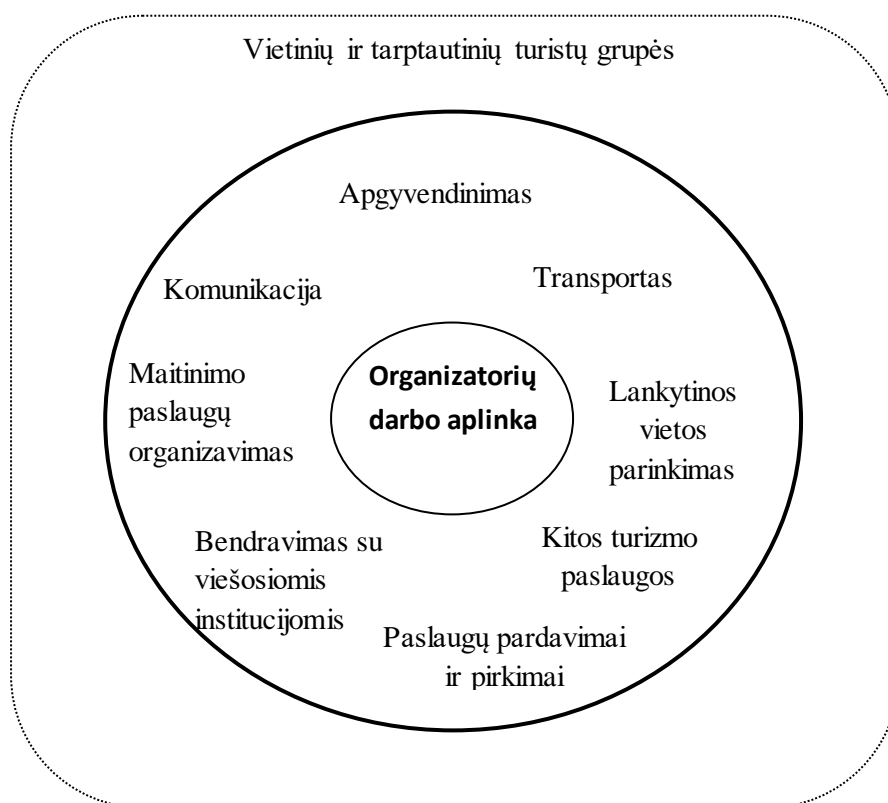 Vietinių ir tarptautinių turistų grupės
Apgyvendinimas
Komunikacija
Transportas
Maitinimo
paslaugų
organizavimas
Organizatorių
darbo aplinka
Lankytinos
vietos
parinkimas
Bendravimas su
viešosiomis
institucijomis
Kitos turizmo
paslaugos
Paslaugų pardavimai
ir pirkimai